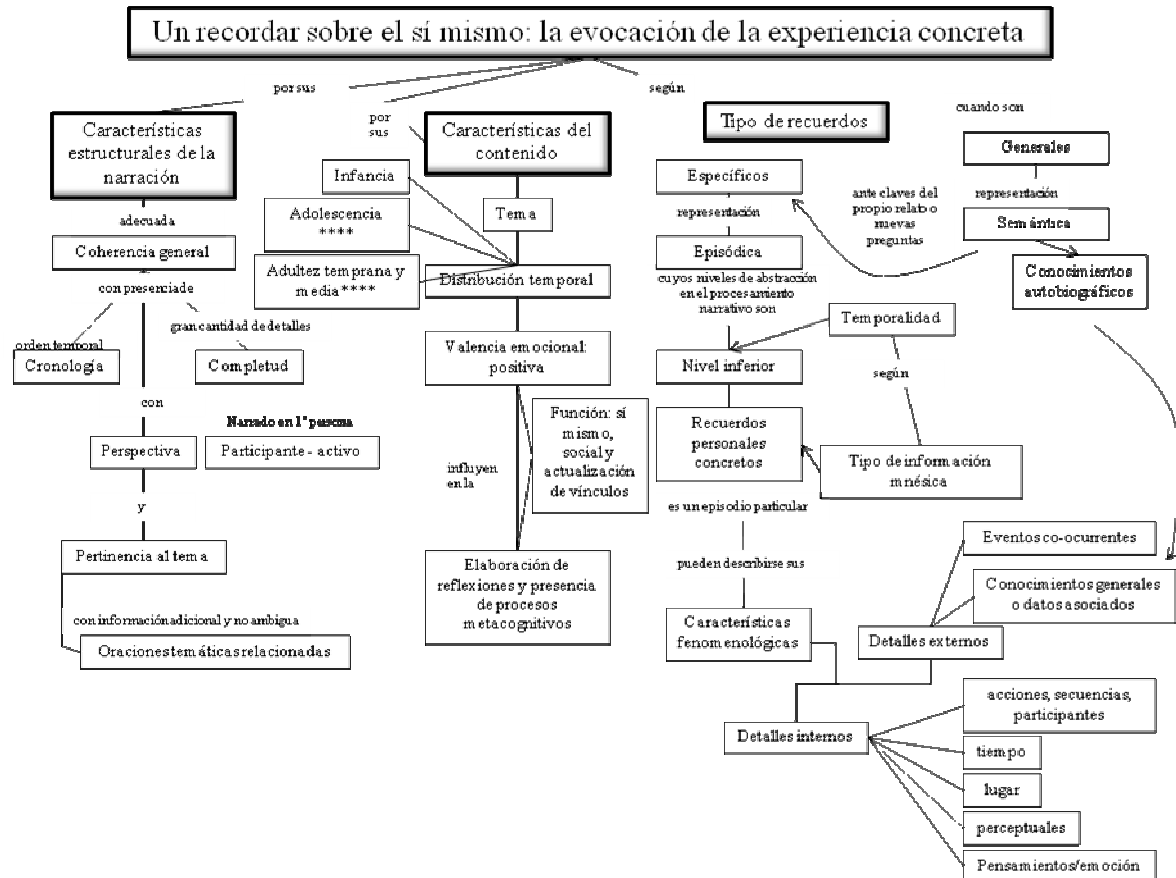 Un recordar sobre el sí mismo: la evocación de la experiencia concreta
por sus
por
sus
según
cuando son
Características
estructurales de la
narración
Características del
contenido
Tipo de recuerdos
Generales
Infancia
Específicos
ante claves del
propio relato o
nuevas
preguntas
representación
adecuada
Adolescencia
****
Tema
representación
Semántica
Coherencia general
Adultez temprana y
media ****
Distribución temporal
Episódica
Conocimientos
autobiográficos
con presencia de
cuyos niveles de abstracción
en el procesamiento
narrativo son
gran cantidad de detalles
orden temporal
Cronología
Completud
Valencia emocional:
positiva
Temporalidad
Nivel inferior
según
con
Narrado en 1ª persona
Perspectiva
Participante - activo
Función: sí
mismo,
social y
actualización
de vínculos
Recuerdos
personales
concretos
Tipo de información
mnésica
influyen
en la
y
es un episodio particular
Pertinencia al tema
Elaboración de
reflexiones y presencia
de procesos
metacognitivos
pueden describirse sus
Eventos co-ocurrentes
Conocimientos generales
o datos asociados
con información adicional y no ambigua
Oraciones temáticas relacionadas
Características
fenomenológicas
Detalles externos
acciones, secuencias,
participantes
Detalles internos
tiempo
lugar
perceptuales
Pensamientos/emoción